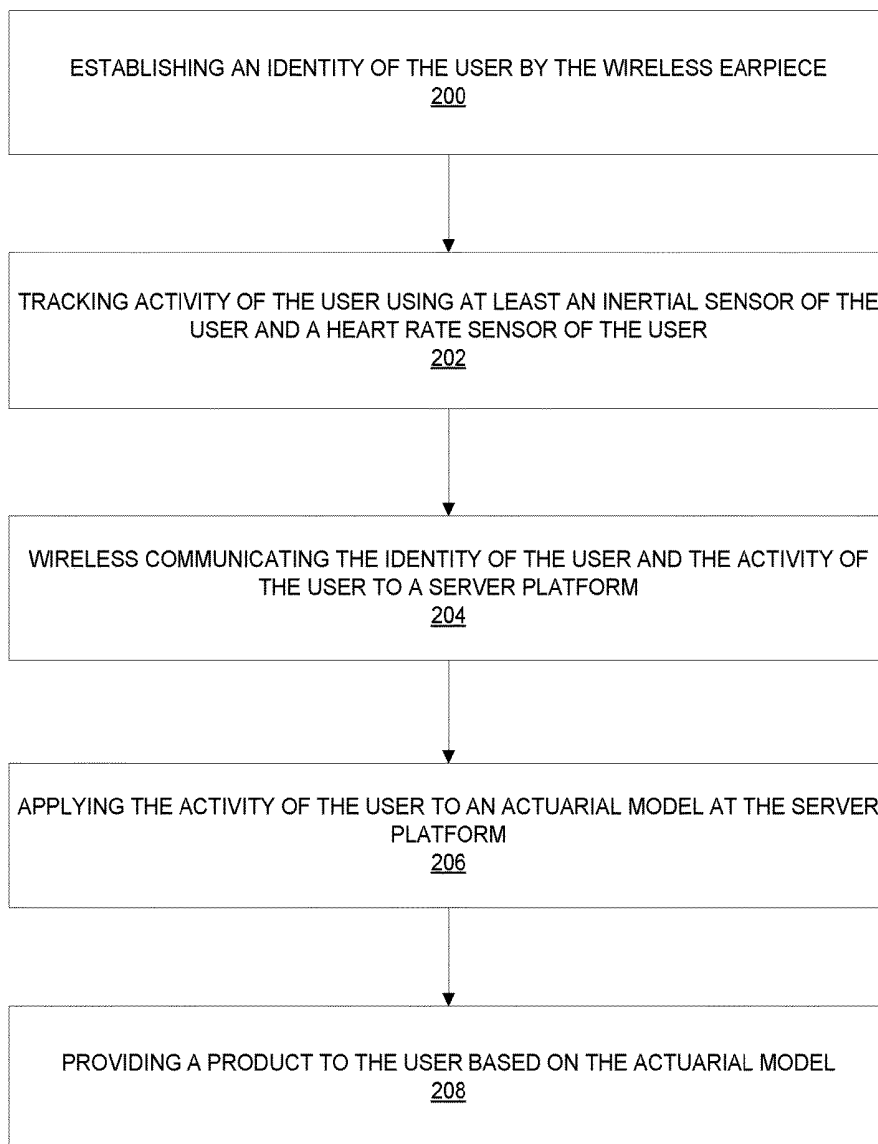 ESTABLISHING AN IDENTITY OF THE USER BY THE WIRELESS EARPIECE
200
TRACKING ACTIVITY OF THE USER USING AT LEAST AN INERTIAL SENSOR OF THE
USER AND A HEART RATE SENSOR OF THE USER
202
WIRELESS COMMUNICATING THE IDENTITY OF THE USER AND THE ACTIVITY OF
THE USER TO A SERVER PLATFORM
204
APPLYING THE ACTIVITY OF THE USER TO AN ACTUARIAL MODEL AT THE SERVER
PLATFORM
206
PROVIDING A PRODUCT TO THE USER BASED ON THE ACTUARIAL MODEL
208